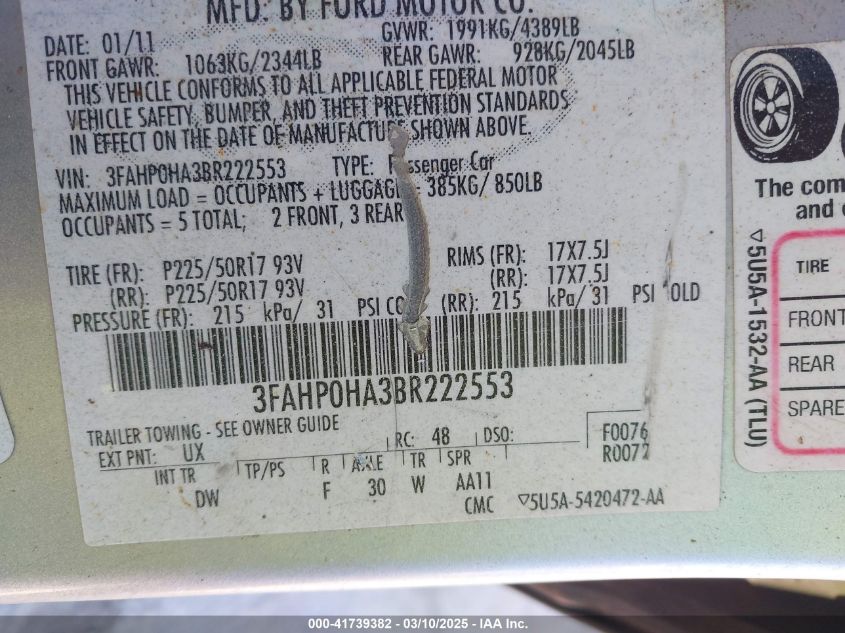 MFD. BY FORD MOTOR CO.
DATE: 01/11
GVWR: 1991KG/4389LB
FRONT GAWR: 1063KG/2344LB
REAR GAWR: 928KG/2045LB
THIS VEHICLE CONFORMS TO ALL APPLICABLE FEDERAL MOTOR
VEHICLE SAFETY, BUMPER, AND THEFT PREVENTION STANDARDS
IN EFFECT ON THE DATE OF MANUFACTURE SHOWN ABOVE.
VIN: 3FAHP0HA3BR222553 TYPE: Passenger Car
MAXIMUM LOAD = OCCUPANTS + LUGGAGE = 385KG/ 850LB
OCCUPANTS = 5 TOTAL; 2 FRONT, 3 REAR
TIRE (FR): P225/50R17 93V
RIMS (FR): 17X7.5J
(RR): P225/50R17 93V
(RR): 17X7.5J
PRESSURE (FR): 215 kPa/ 31 PSI CO (RR): 215 kPa/ 31 PSI OLD
3FAHP0HA3BR222553
TRAILER TOWING - SEE OWNER GUIDE
EXT PNT: UX RC: 48 DSO: F0076
R0072
INT TR TP/PS R AXLE TR SPR
DW F 30 W AA11
CMC ▽5U5A-5420472-AA
The com
and c
▽5U5A-1532-AA (TLU)
TIRE
FRONT
REAR
SPARE
000-41739382 / 03/10/2025 - IAA Inc.